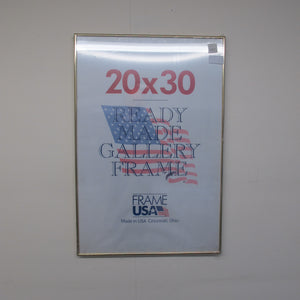 20x30
READY
MADE
GALLERY
FRAME
FRAME
USA
Made in USA Cincinnati, Ohio